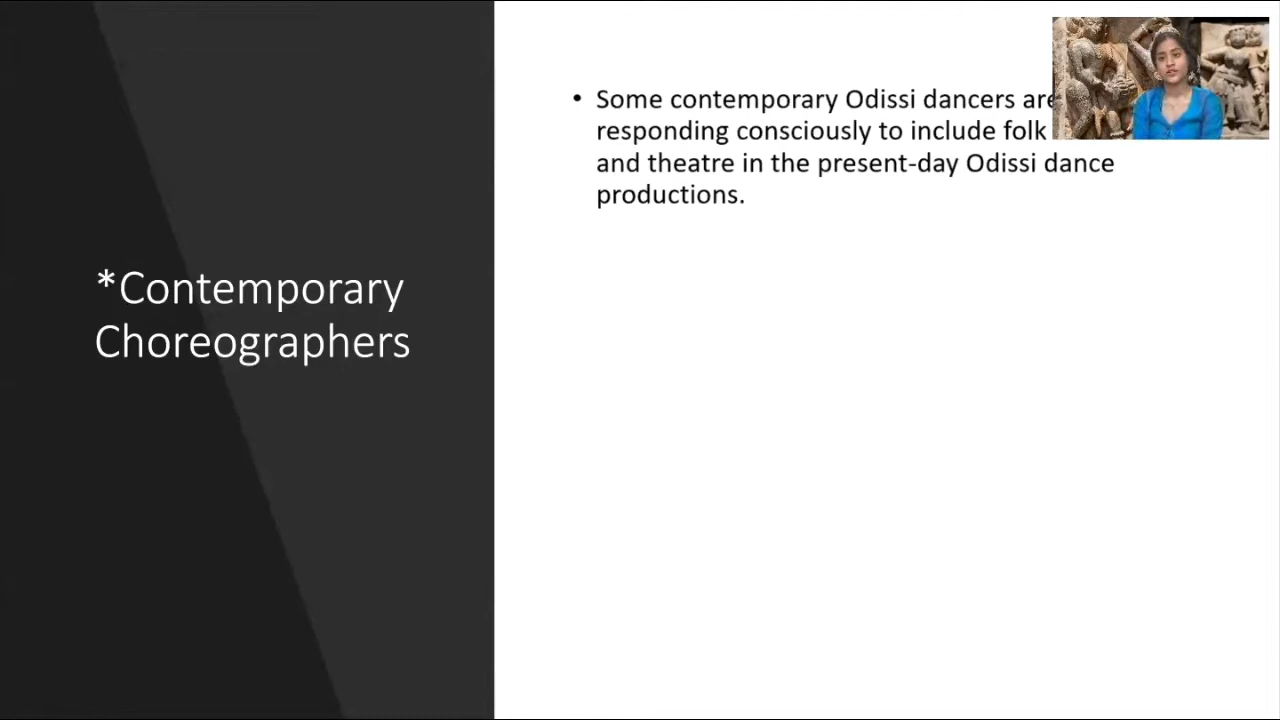 *Contemporary
Choreographers
• Some contemporary Odissi dancers are
responding consciously to include folk
and theatre in the present-day Odissi dance
productions.